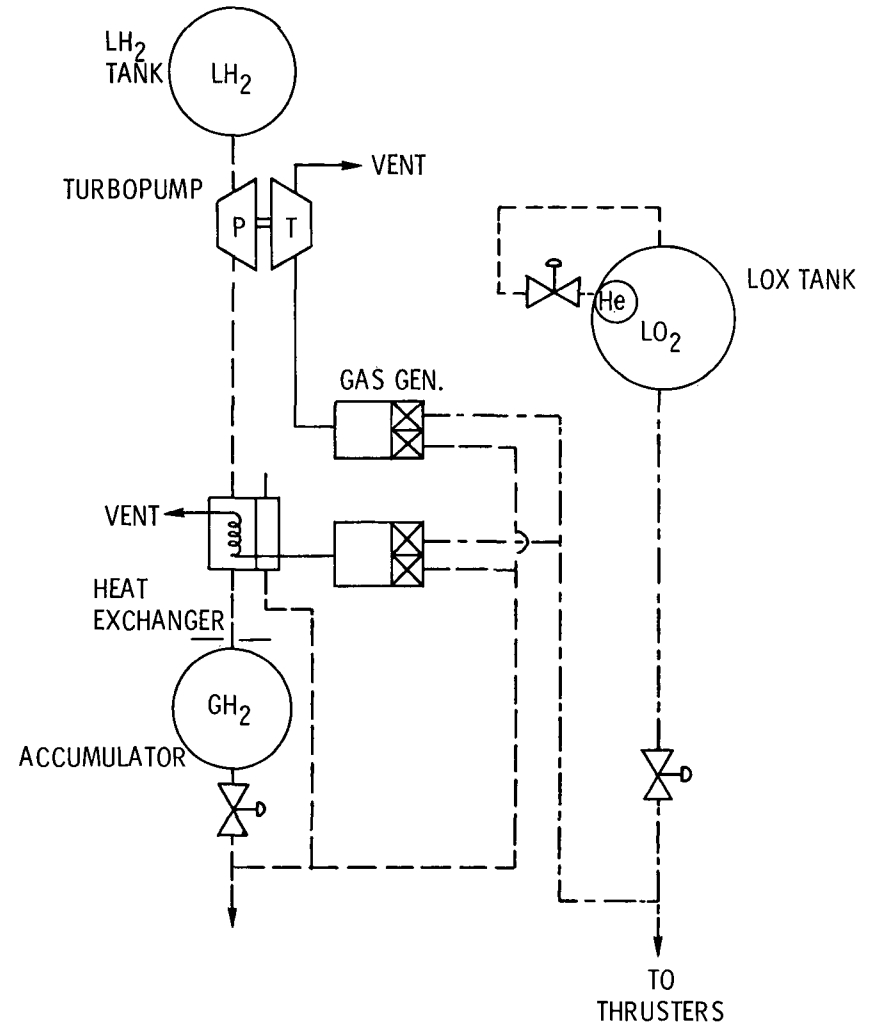 LH2
TANK
LH2
TURBOPUMP
P
T
VENT
LOX TANK
He
LO2
GAS GEN.
VENT
HEAT
EXCHANGER
GH2
ACCUMULATOR
TO
THRUSTERS